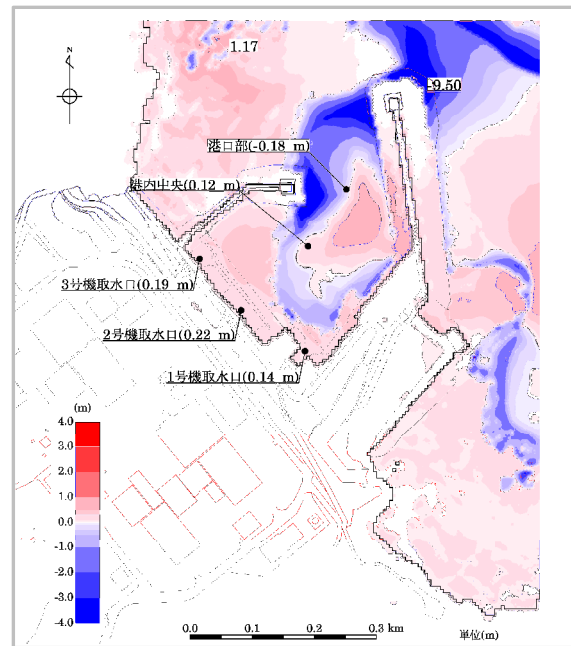 1.17
N
-9.50
港口部(-0.18 m)
港内中央(0.12 m)
3号機取水口(0.19 m)
2号機取水口(0.22 m)
1号機取水口(0.14 m)
(m)
4.0
3.0
2.0
1.0
0.0
-1.0
-2.0
-3.0
-4.0
0.0 0.1 0.2 0.3 km
単位(m)